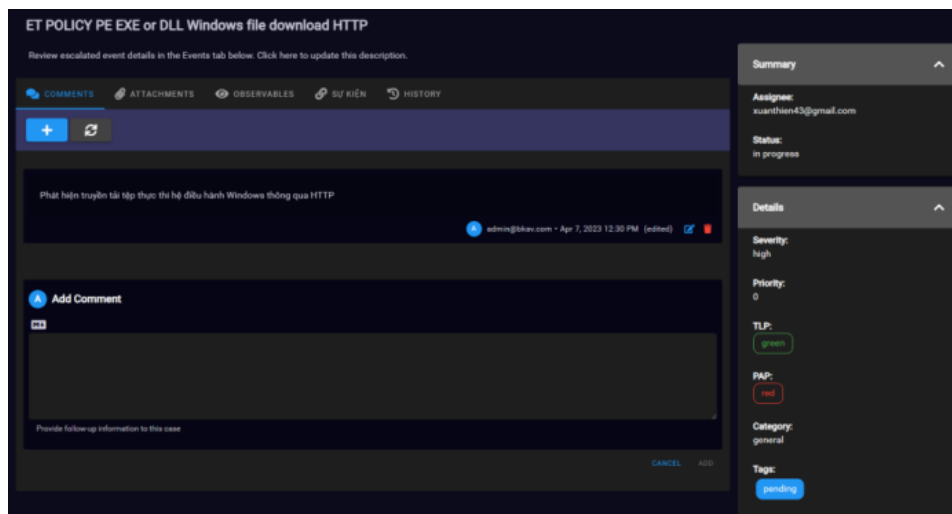 ET POLICY PE EXE or DLL Windows file download HTTP
Review escalated event details in the Events tab below. Click here to update this description.
COMMENTS
ATTACHMENTS
OBSERVABLES
SỰ KIỆN
HISTORY
Phát hiện truyền tải tệp thực thi hệ điều hành Windows thông qua HTTP
A admin@bkav.com • Apr 7, 2023 12:30 PM (edited)
A Add Comment
Provide follow-up information to this case
CANCEL ADD
Summary
Assignee:
xuanthien43@gmail.com
Status:
in progress
Details
Severity:
high
Priority:
0
TLP:
green
PAP:
red
Category:
general
Tags:
pending